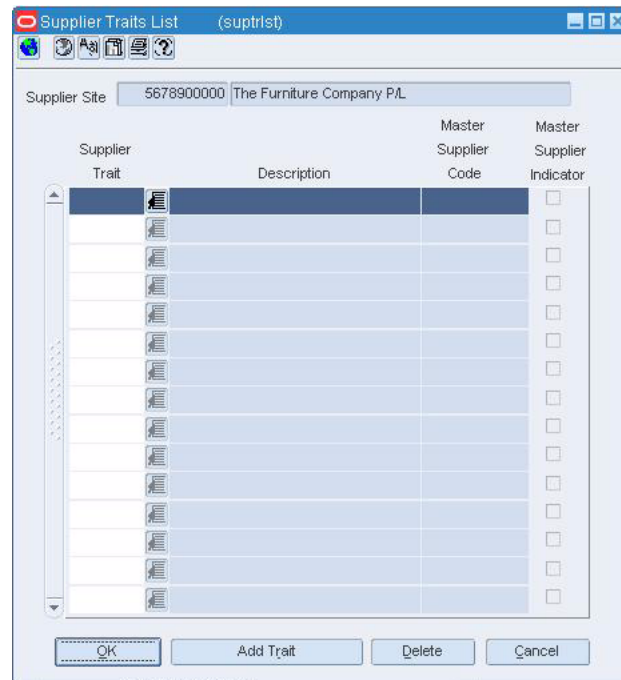 Supplier Traits List (suptrlst)
Supplier Site 5678900000 The Furniture Company P/L
Supplier Trait
Description
Master Supplier Code
Master Supplier Indicator
OK Add Trait Delete Cancel